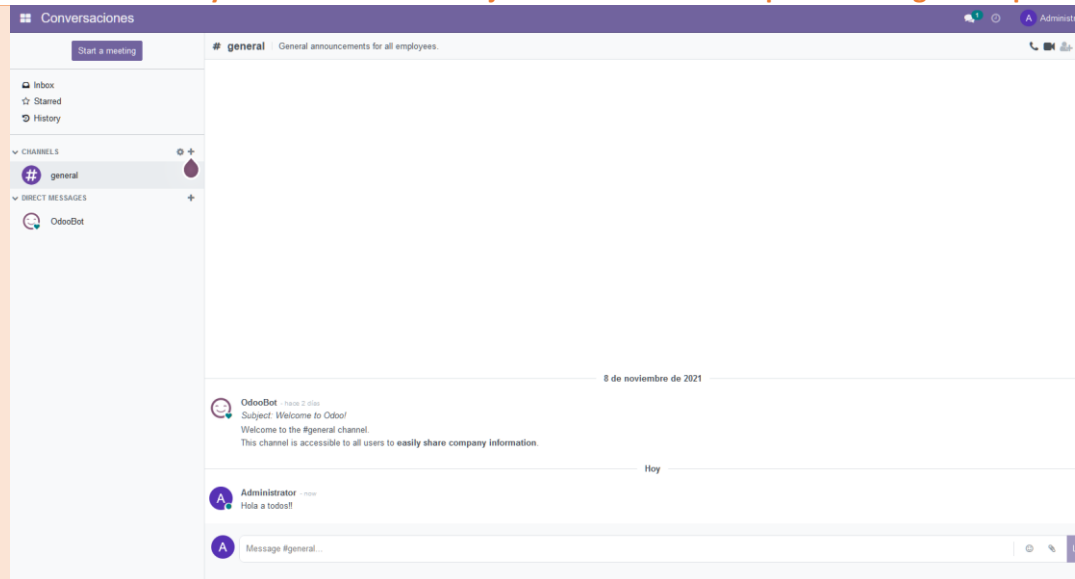 Conversaciones
1
A Administr
Start a meeting
# general General announcements for all employees.
Inbox
Starred
History
CHANNELS
# general
DIRECT MESSAGES
OdooBot
8 de noviembre de 2021
OdooBot - hace 2 días
Subject: Welcome to Odoo!
Welcome to the #general channel.
This channel is accessible to all users to easily share company information.
Hoy
A Administrator - now
Hola a todos!!
A Message #general...